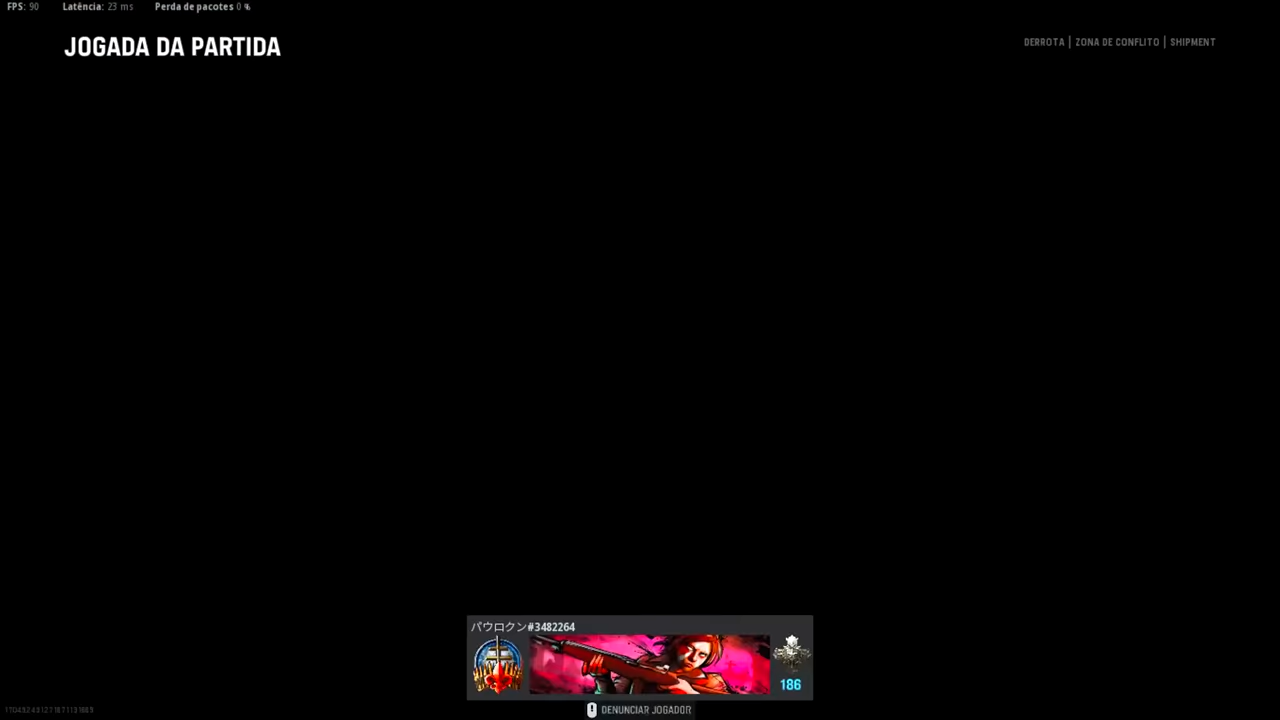 FPS: 90 Latência: 23 ms Perda de pacotes 0 %
JOGADA DA PARTIDA
DERROTA | ZONA DE CONFLITO | SHIPMENT
パウロクン#3482264
186
DENUNCIAR JOGADOR